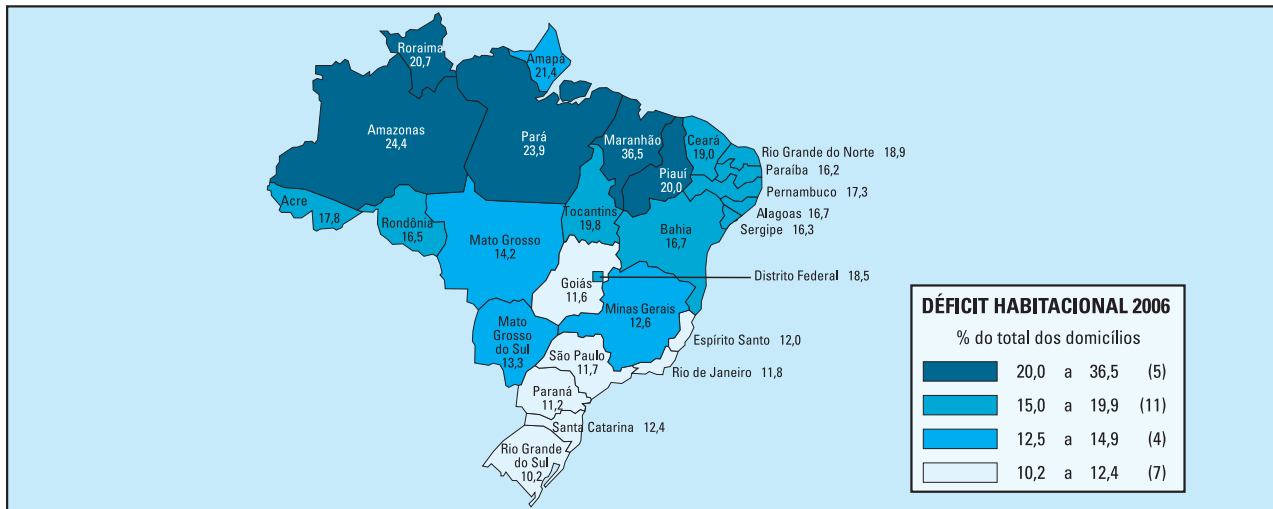 Roraima
20,7
Amapá
21,4
Amazonas
24,4
Pará
23,9
Maranhão
36,5
Piauí
20,0
Ceará
19,0
Rio Grande do Norte 18,9
Paraíba 16,2
Pernambuco 17,3
Alagoas 16,7
Sergipe 16,3
Acre
17,8
Rondônia
16,5
Tocantins
19,8
Bahia
16,7
Mato Grosso
14,2
Distrito Federal 18,5
Goiás
11,6
Minas Gerais
12,6
Mato
Grosso
do Sul
13,3
Espírito Santo 12,0
São Paulo
11,7
Rio de Janeiro 11,8
Paraná
11,2
Santa Catarina 12,4
Rio Grande
do Sul
10,2
DÉFICIT HABITACIONAL 2006
% do total dos domicílios
20,0 a 36,5 (5)
15,0 a 19,9 (11)
12,5 a 14,9 (4)
10,2 a 12,4 (7)